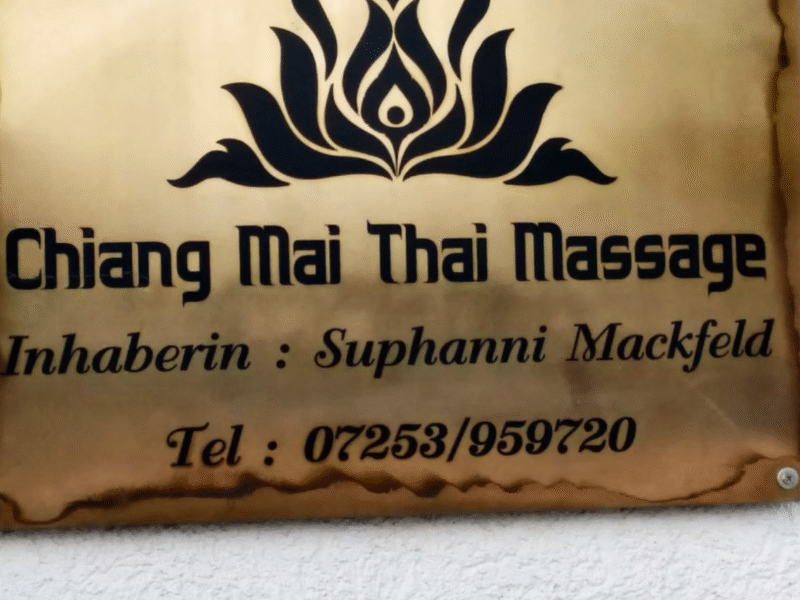 Chiang Mai Thai Massage
Inhaberin : Suphanni Mackfeld
Tel : 07253/959720